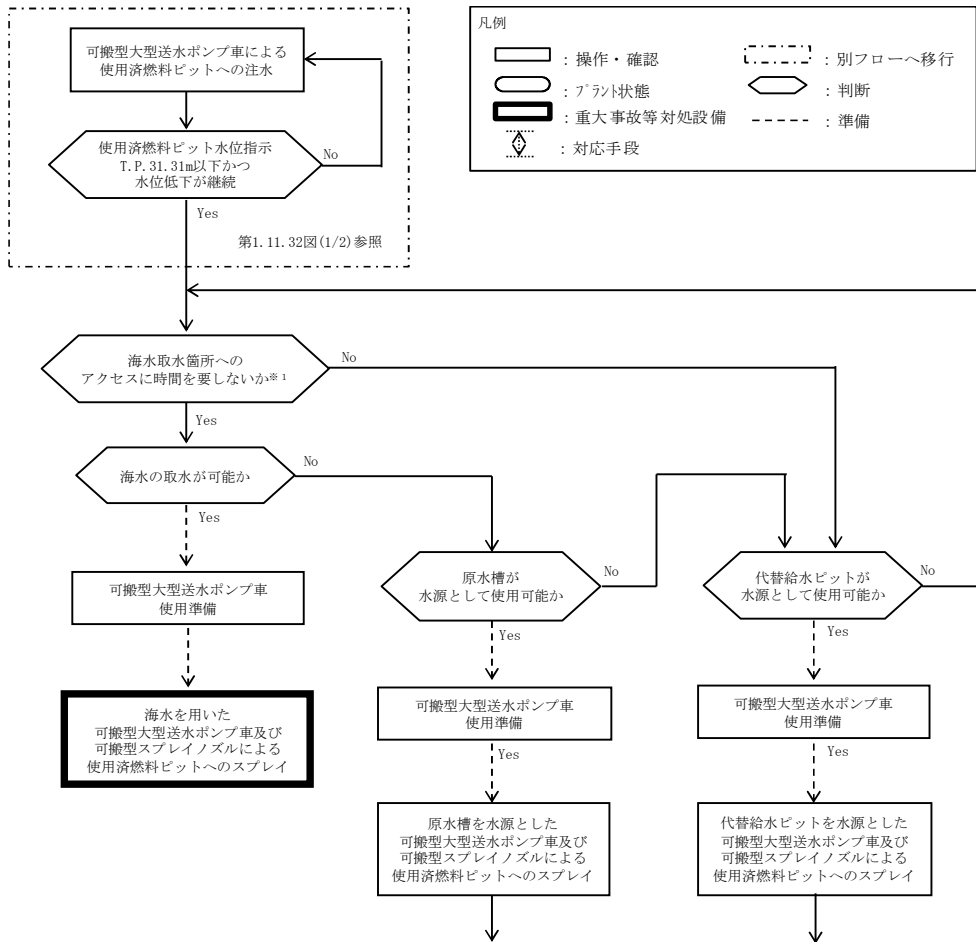 可搬型大型送水ポンプ車による
使用済燃料ピットへの注水
使用済燃料ピット水位指示
T.P.31.31m以下かつ
水位低下が継続
No
Yes
第1.11.32図(1/2)参照
凡例
：操作・確認
：プラント状態
：重大事故等対処設備
：対応手段
：別フローへ移行
：判断
：準備
海水取水箇所への
アクセスに時間を要しないか※1
No
Yes
海水の取水が可能か
No
Yes
可搬型大型送水ポンプ車
使用準備
海水を用いた
可搬型大型送水ポンプ車及び
可搬型スプレイノズルによる
使用済燃料ピットへのスプレイ
原水槽が
水源として使用可能か
No
Yes
可搬型大型送水ポンプ車
使用準備
Yes
原水槽を水源とした
可搬型大型送水ポンプ車及び
可搬型スプレイノズルによる
使用済燃料ピットへのスプレイ
代替給水ピットが
水源として使用可能か
No
Yes
可搬型大型送水ポンプ車
使用準備
Yes
代替給水ピットを水源とした
可搬型大型送水ポンプ車及び
可搬型スプレイノズルによる
使用済燃料ピットへのスプレイ